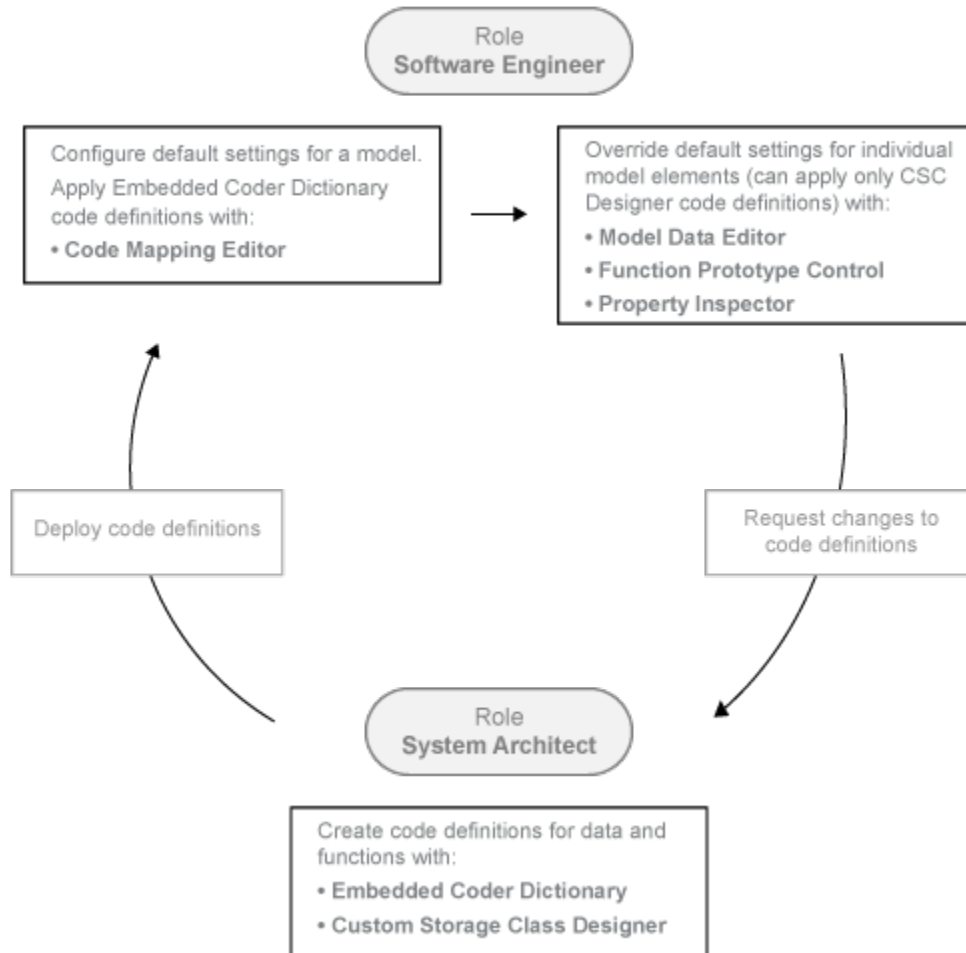 Role
Software Engineer
Configure default settings for a model.
Apply Embedded Coder Dictionary
code definitions with:
• Code Mapping Editor
Override default settings for individual
model elements (can apply only CSC
Designer code definitions) with:
• Model Data Editor
• Function Prototype Control
• Property Inspector
Deploy code definitions
Request changes to
code definitions
Role
System Architect
Create code definitions for data and
functions with:
• Embedded Coder Dictionary
• Custom Storage Class Designer